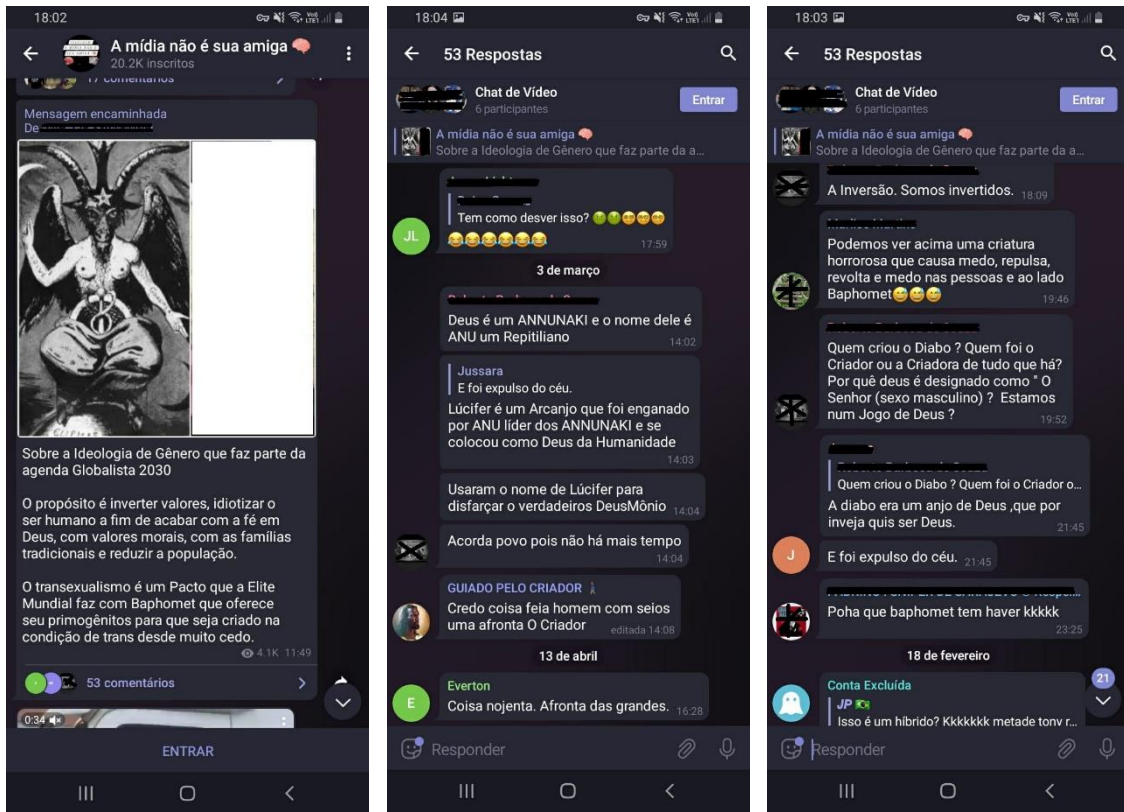 18:02
A mídia não é sua amiga 🧠
20.2K inscritos
17 comentários
Mensagem encaminhada
De
Sobre a Ideologia de Gênero que faz parte da
agenda Globalista 2030
O propósito é inverter valores, idiotizar o
ser humano a fim de acabar com a fé em
Deus, com valores morais, com as famílias
tradicionais e reduzir a população.
O transexualismo é um Pacto que a Elite
Mundial faz com Baphomet que oferece
seu primogênitos para que seja criado na
condição de trans desde muito cedo.
4.1K 11:49
53 comentários
0:34
ENTRAR
18:04
53 Respostas
Chat de Vídeo
6 participantes
Entrar
A mídia não é sua amiga 🧠
Sobre a Ideologia de Gênero que faz parte da a...
Tem como desver isso? 🤢🤢😁😁😁😁
😂😂😂😂😂😂
17:59
JL
3 de março
Deus é um ANNUNAKI e o nome dele é
ANU um Repitiliano
14:02
Jussara
E foi expulso do céu.
Lúcifer é um Arcanjo que foi enganado
por ANU líder dos ANNUNAKI e se
colocou como Deus da Humanidade
14:03
Usaram o nome de Lúcifer para
disfarçar o verdadeiros DeusMônio 14:04
Acorda povo pois não há mais tempo
14:04
GUIADO PELO CRIADOR
Credo coisa feia homem com seios
uma afronta O Criador editada 14:08
13 de abril
Everton
E
Coisa nojenta. Afronta das grandes. 16:28
Responder
18:03
53 Respostas
Chat de Vídeo
6 participantes
Entrar
A mídia não é sua amiga 🧠
Sobre a Ideologia de Gênero que faz parte da a...
A Inversão. Somos invertidos. 18:09
Podemos ver acima uma criatura
horrorosa que causa medo, repulsa,
revolta e medo nas pessoas e ao lado
Baphomet😅😅😅
19:46
Quem criou o Diabo ? Quem foi o
Criador ou a Criadora de tudo que há?
Por quê deus é designado como " O
Senhor (sexo masculino) ? Estamos
num Jogo de Deus ?
19:52
Quem criou o Diabo ? Quem foi o Criador o...
A diabo era um anjo de Deus ,que por
inveja quis ser Deus.
21:45
J
E foi expulso do céu. 21:45
Poha que baphomet tem haver kkkkk
23:25
18 de fevereiro
Conta Excluída
JP 🇧🇷
Isso é um híbrido? Kkkkkkk metade tony r...
21
Responder